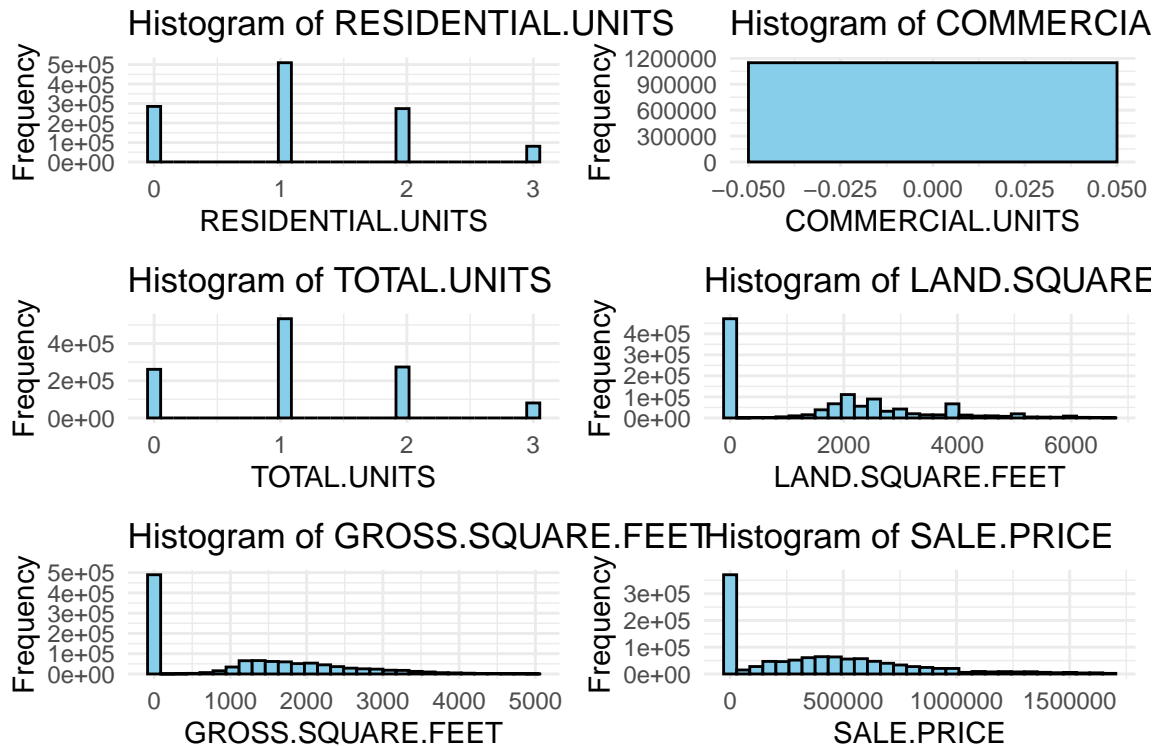 Histogram of RESIDENTIAL.UNITS
Frequency
5e+05
4e+05
3e+05
2e+05
1e+05
0e+00
0 1 2 3
RESIDENTIAL.UNITS
Histogram of COMMERCIA
Frequency
1200000
900000
600000
300000
0
−0.050 −0.025 0.000 0.025 0.050
COMMERCIAL.UNITS
Histogram of TOTAL.UNITS
Frequency
4e+05
2e+05
0e+00
0 1 2 3
TOTAL.UNITS
Histogram of LAND.SQUARE
Frequency
4e+05
3e+05
2e+05
1e+05
0e+00
0 2000 4000 6000
LAND.SQUARE.FEET
Histogram of GROSS.SQUARE.FEET
Frequency
5e+05
4e+05
3e+05
2e+05
1e+05
0e+00
0 1000 2000 3000 4000 5000
GROSS.SQUARE.FEET
Histogram of SALE.PRICE
Frequency
3e+05
2e+05
1e+05
0e+00
0 500000 1000000 1500000
SALE.PRICE